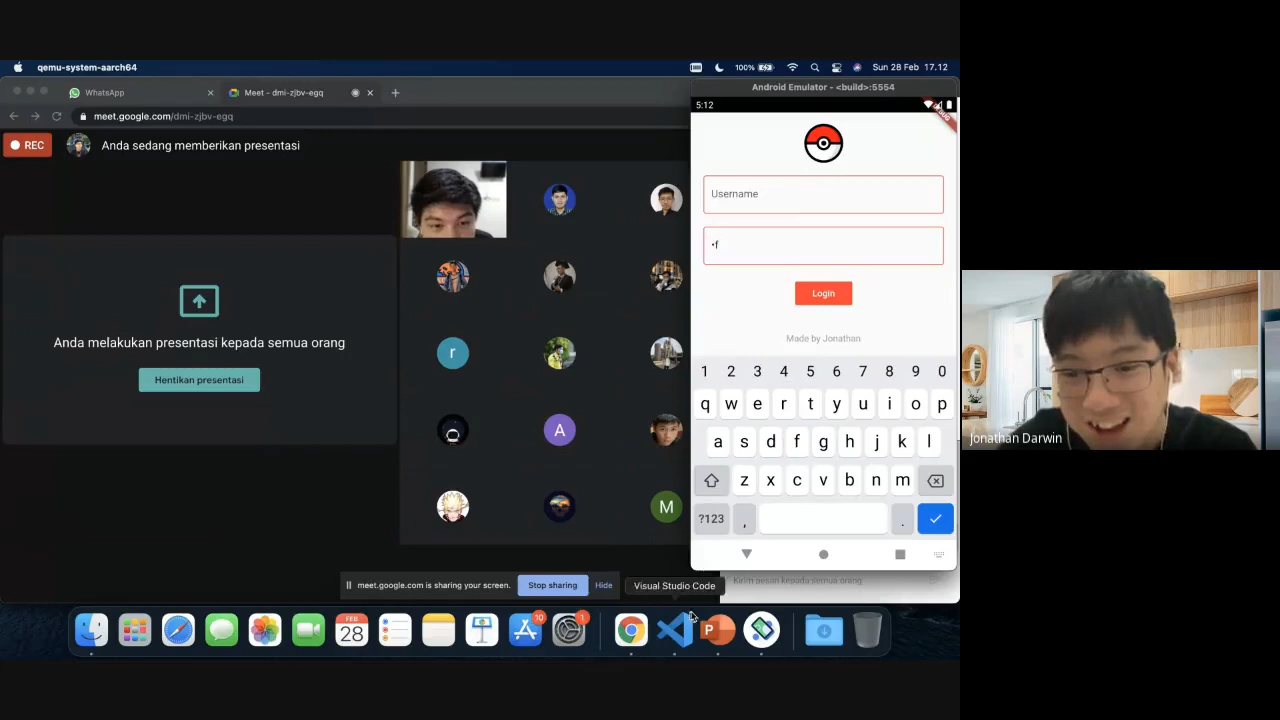 qemu-system-aarch64
100%
Sun 28 Feb 17.12
WhatsApp
Meet - dmi-zjbv-egq
Android Emulator - <build>:5554
meet.google.com/dmi-zjbv-egq
5:12
REC
Anda sedang memberikan presentasi
Username
•f
Login
Made by Jonathan
Anda melakukan presentasi kepada semua orang
Hentikan presentasi
r
A
M
1 2 3 4 5 6 7 8 9 0
q w e r t y u i o p
a s d f g h j k l
z x c v b n m
?123 , .
Jonathan Darwin
meet.google.com is sharing your screen.
Stop sharing
Hide
Visual Studio Code
Kirim pesan kepada semua orang
FEB
28
10
1
P